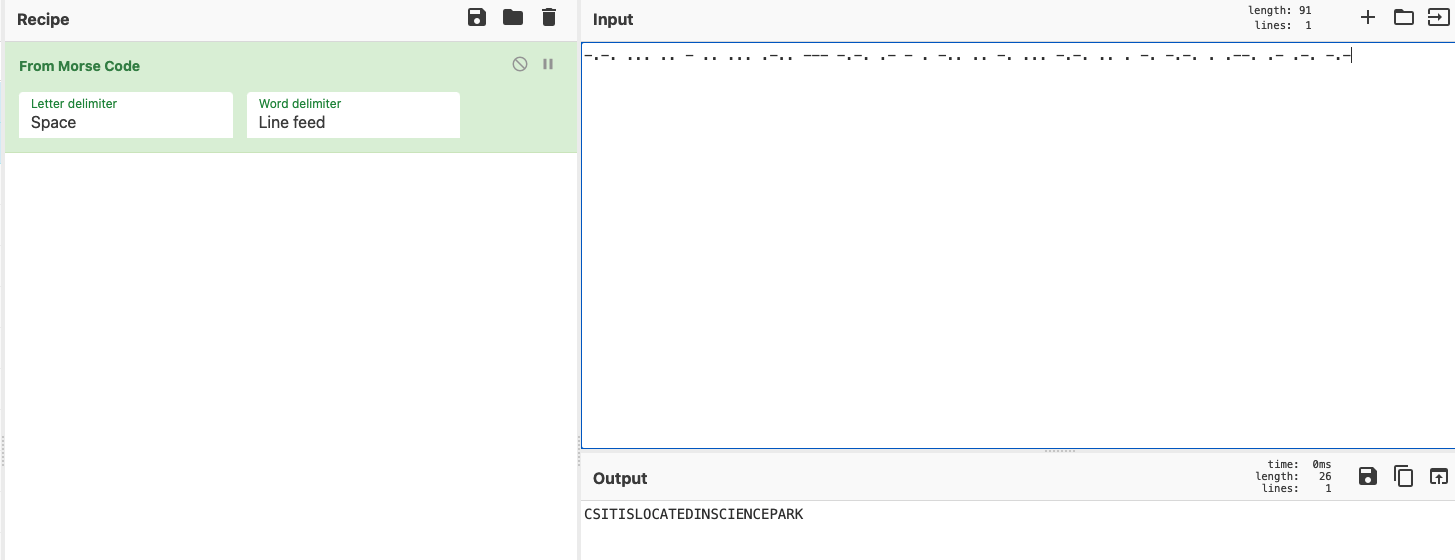 Recipe
From Morse Code
Letter delimiter
Space
Word delimiter
Line feed
Input
length: 91
lines: 1
-.-. ... .. - .. ... .-.. --- -.-. .- - . -.. .. -. ... -.-. .. . -. -.-. . .--. .- .-. -.-
Output
time: 0ms
length: 26
lines: 1
CSITISLOCATEDINSCIENCEPARK